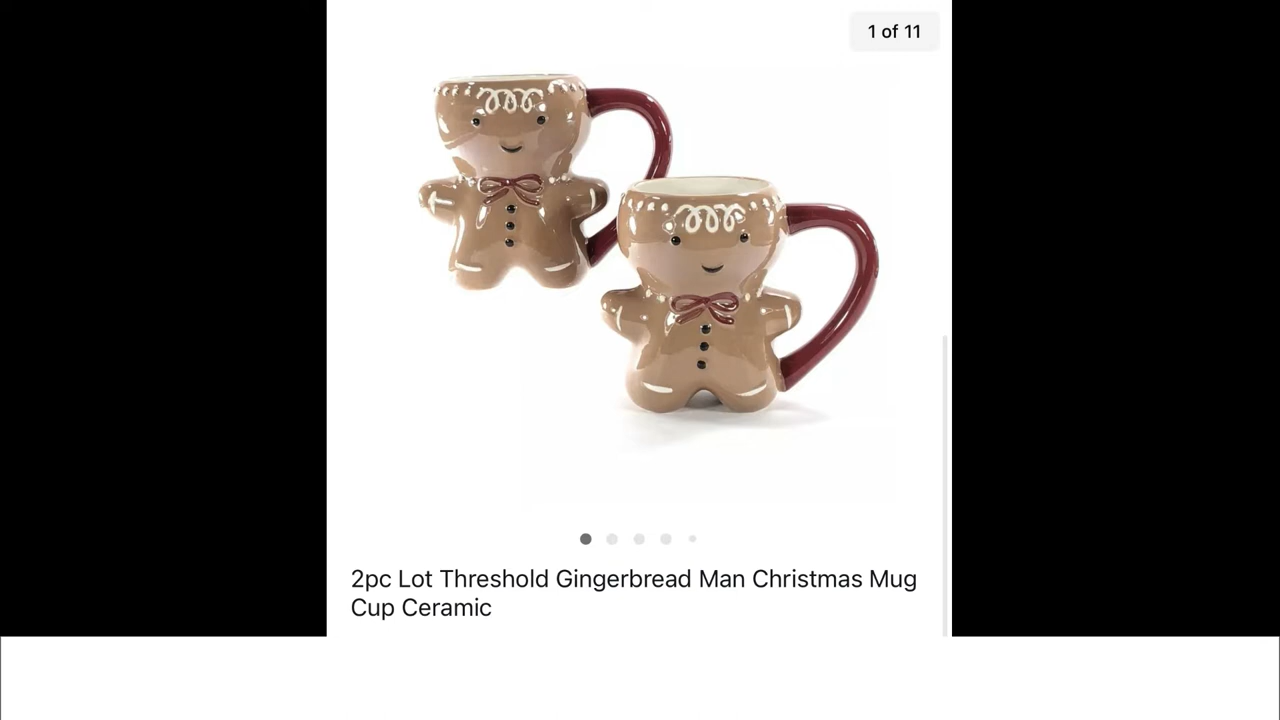 1 of 11
2pc Lot Threshold Gingerbread Man Christmas Mug
Cup Ceramic